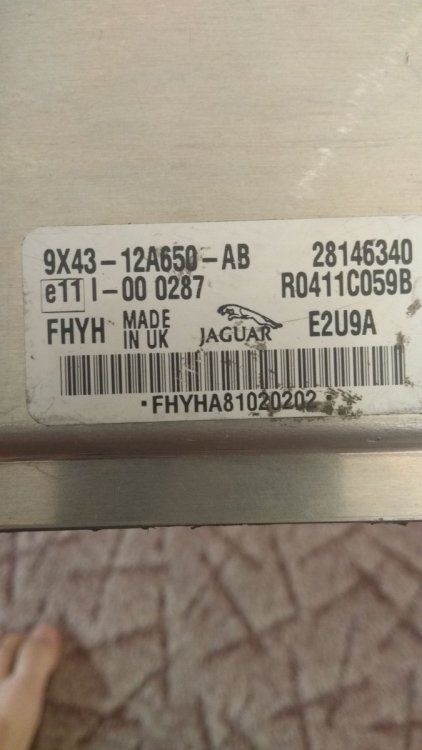 9X43-12A650-AB 28146340
e11 I-00 0287 R0411C059B
FHYH MADE IN UK JAGUAR E2U9A
·FHYHA81020202·